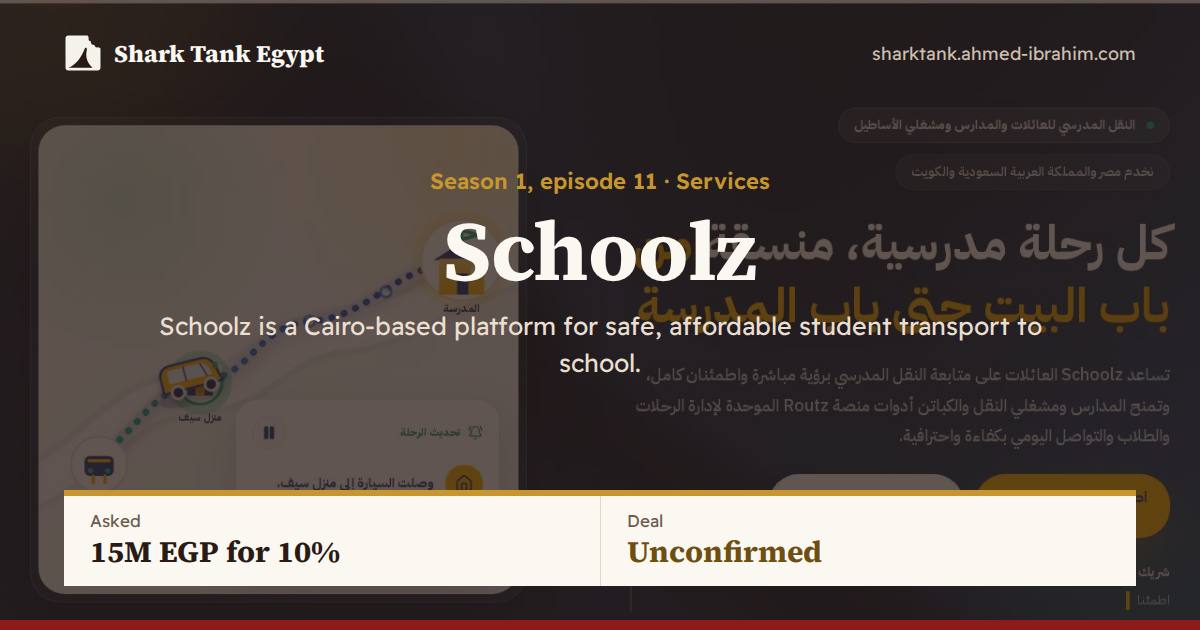 Shark Tank Egypt
sharktank.ahmed-ibrahim.com
النقل المدرسي للعائلات والمدارس ومشغلي الأساطيل
نخدم مصر والمملكة العربية السعودية والكويت
Season 1, episode 11 · Services
Schoolz
كل رحلة مدرسية، منسقة من
باب البيت حتى باب المدرسة
المدرسة
Schoolz is a Cairo-based platform for safe, affordable student transport to
school.
تساعد Schoolz العائلات على متابعة النقل المدرسي برؤية مباشرة واطمئنان كامل،
وتمنح المدارس ومشغلي النقل والكباتن أدوات منصة Routz الموحدة لإدارة الرحلات
والطلاب والتواصل اليومي بكفاءة واحترافية.
منزل سيف
تحديث الرحلة
وصلت السيارة إلى منزل سيف.
Asked
15M EGP for 10%
Deal
Unconfirmed
شريك
اطمئنا